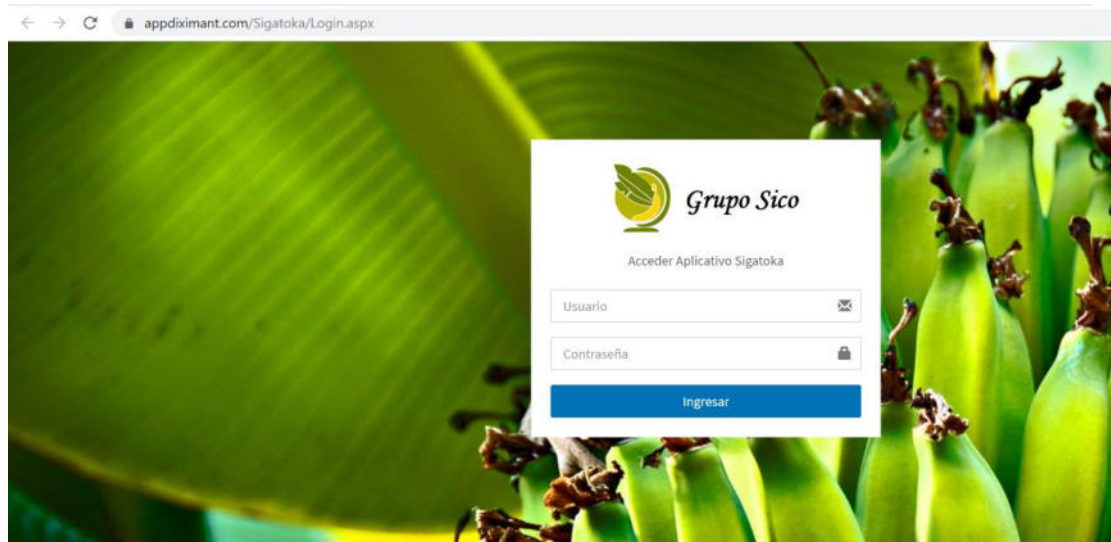 appdiximant.com/Sigatoka/Login.aspx
Grupo Sico
Acceder Aplicativo Sigatoka
Usuario
Contraseña
Ingresar